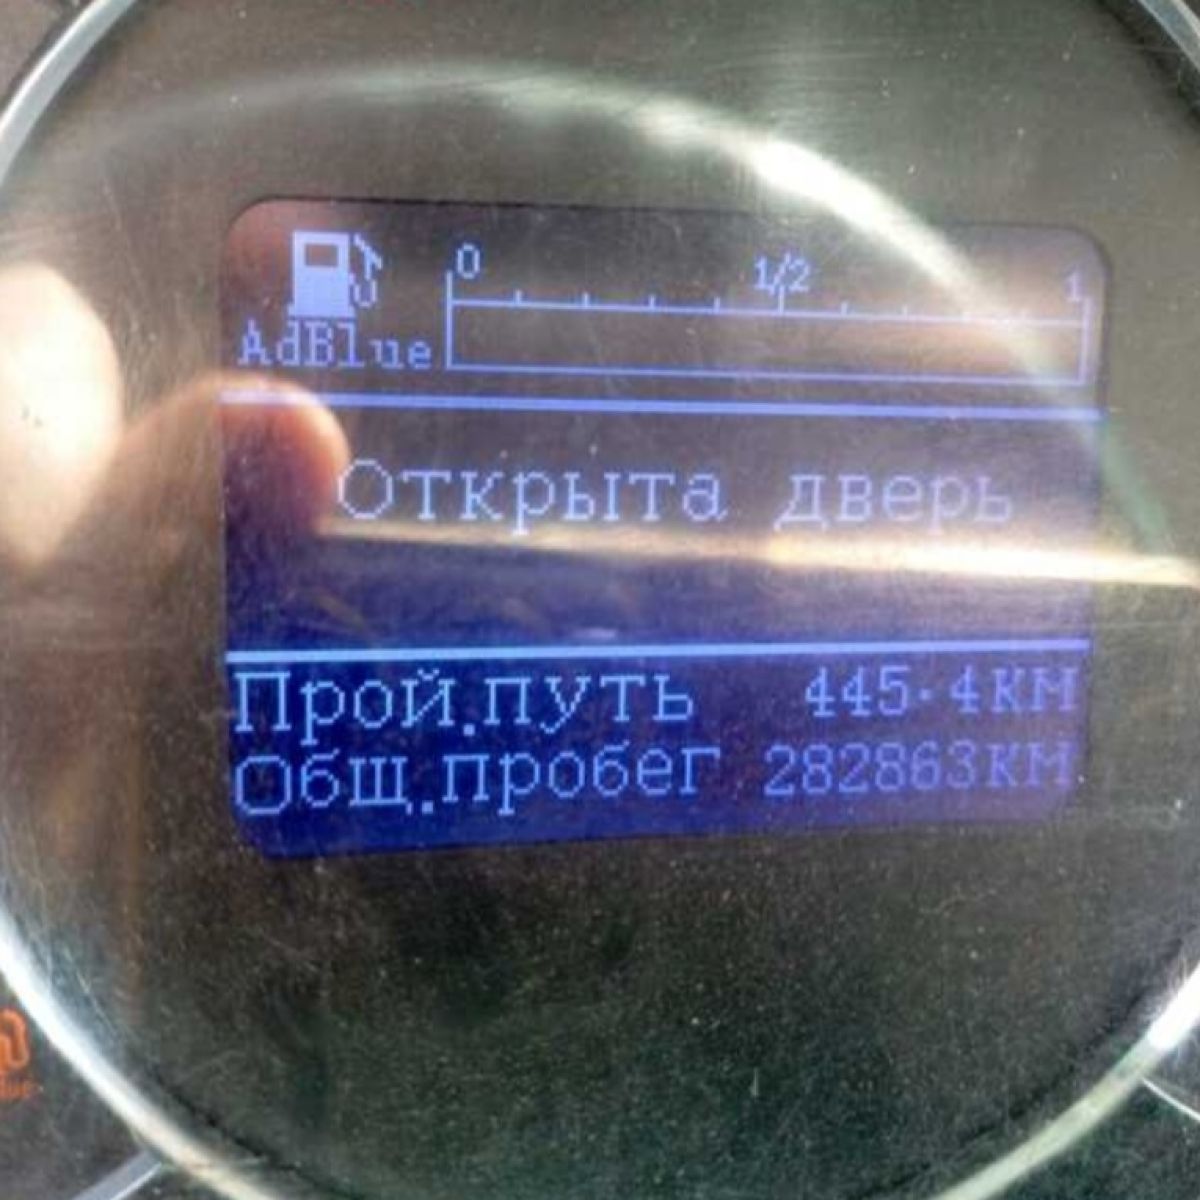 0 1/2 1
AdBlue
Открыта дверь
Прой.путь 445.4км
Общ.пробег 282863км